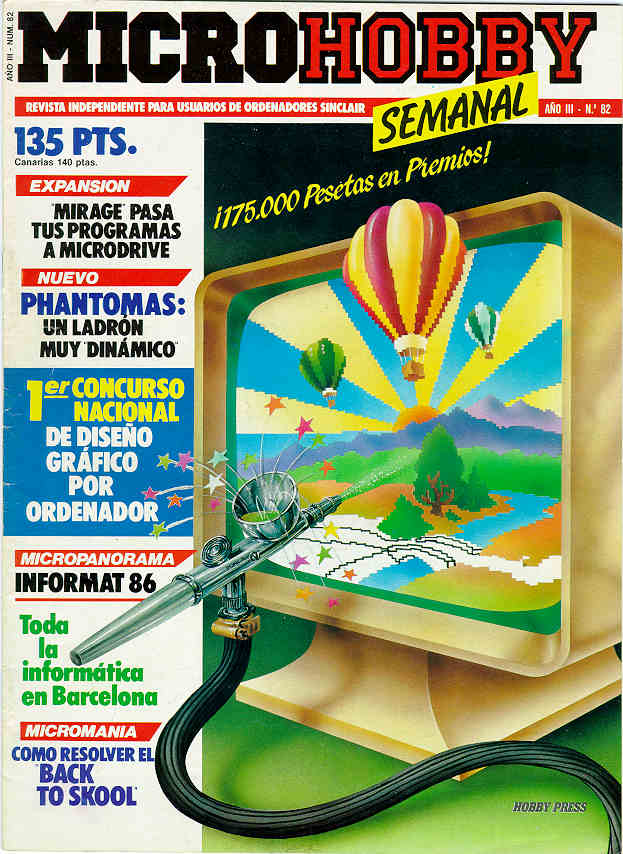 AÑO III - NUM. 82
MICROHOBBY
REVISTA INDEPENDIENTE PARA USUARIOS DE ORDENADORES SINCLAIR
SEMANAL
AÑO III - N.º 82
135 PTS.
Canarias 140 ptas.
¡175.000 Pesetas en Premios!
EXPANSION
"MIRAGE" PASA
TUS PROGRAMAS
A MICRODRIVE
NUEVO
PHANTOMAS:
UN LADRÓN
MUY "DINÁMICO"
1er CONCURSO
NACIONAL
DE DISEÑO
GRÁFICO
POR
ORDENADOR
MICROPANORAMA
INFORMAT 86
Toda
la
informática
en Barcelona
MICROMANIA
COMO RESOLVER EL
"BACK
TO SKOOL"
HOBBY PRESS